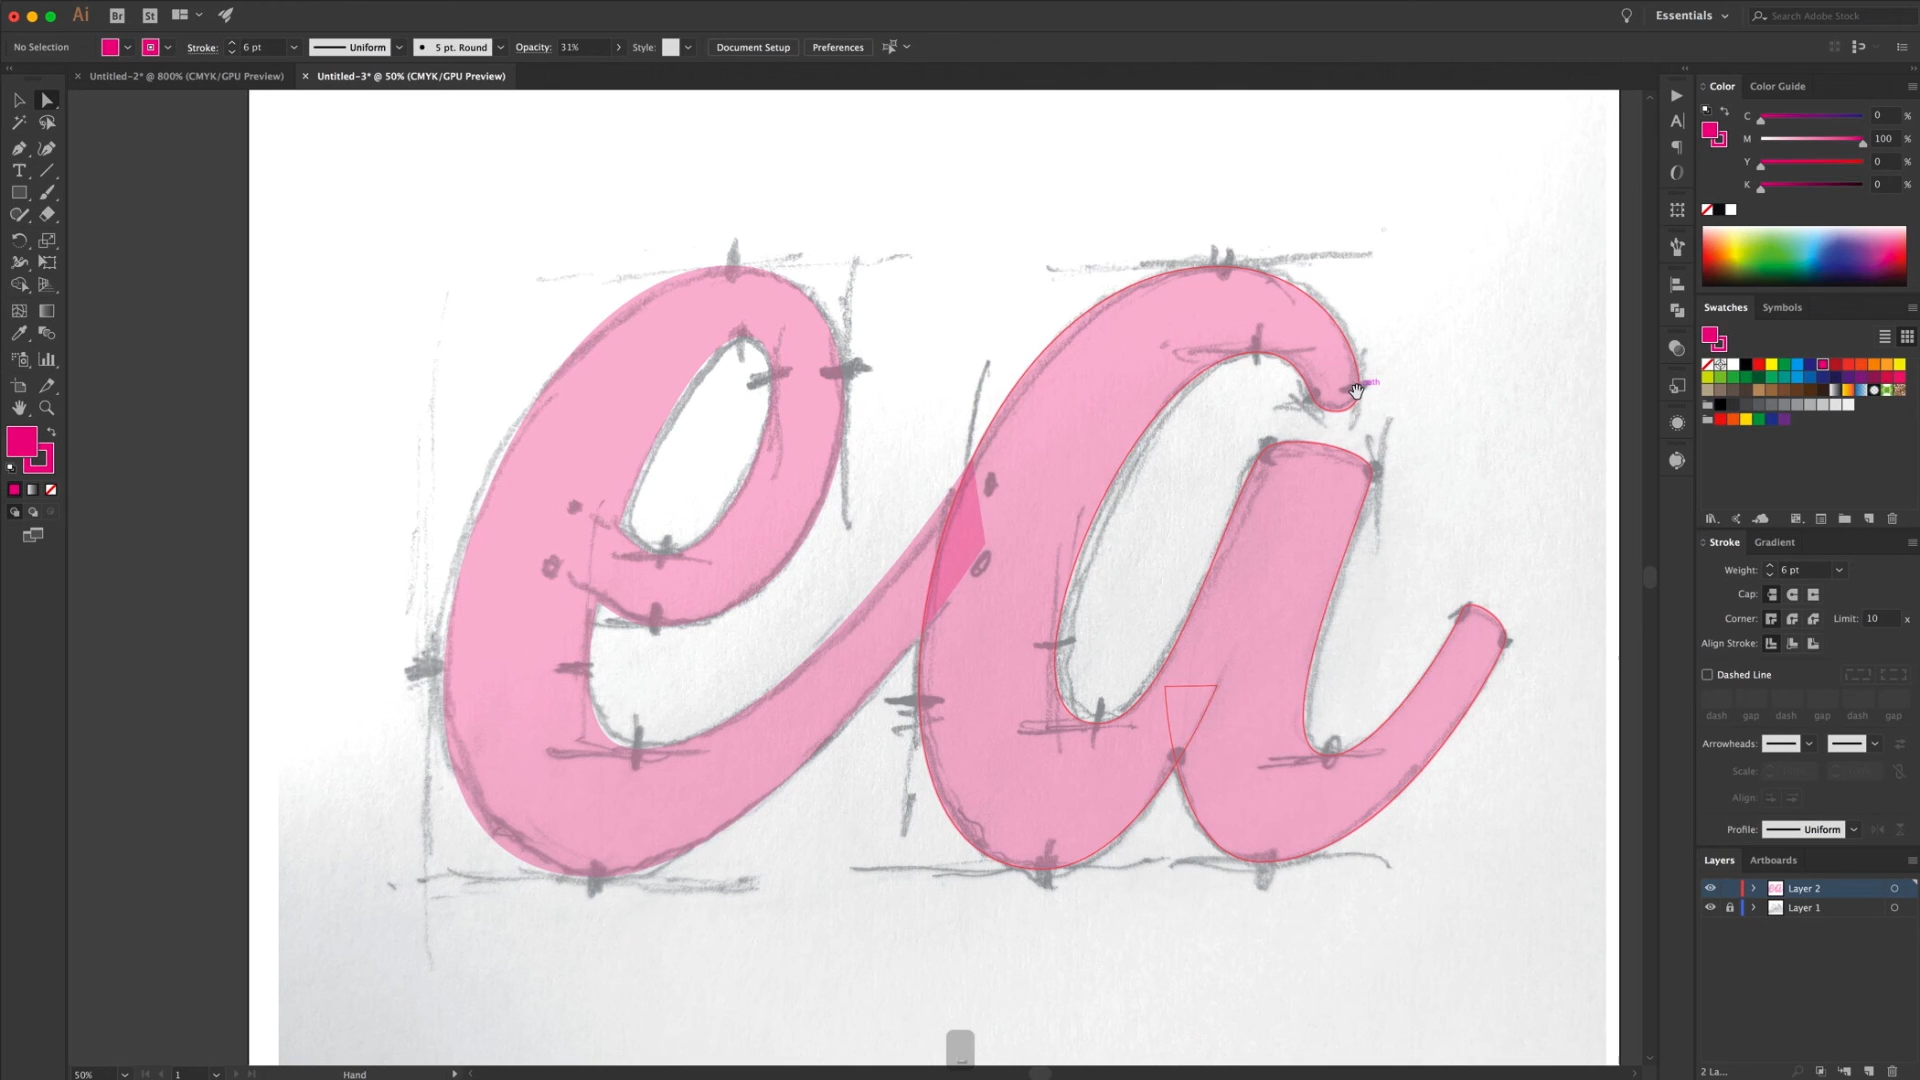 Ai Br St Essentials Search Adobe Stock
No Selection Stroke: 6 pt Uniform 5 pt. Round Opacity: 31% Style: Document Setup Preferences
× Untitled-2* @ 800% (CMYK/GPU Preview) × Untitled-3* @ 50% (CMYK/GPU Preview)
Color Color Guide
C 0 %
M 100 %
Y 0 %
K 0 %
Swatches Symbols
ea
Stroke Gradient
Weight: 6 pt
Cap:
Corner: Limit: 10 x
Align Stroke:
Dashed Line
dash gap dash gap dash gap
Arrowheads:
Scale:
Align:
Profile: Uniform
Layers Artboards
Layer 2
Layer 1
50% 1 Hand 2 La...